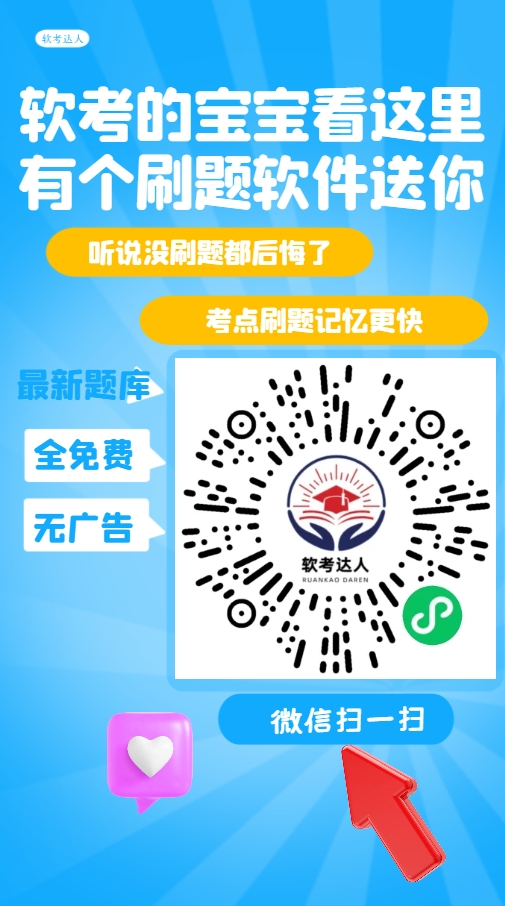 软考达人
软考的宝宝看这里
有个刷题软件送你
听说没刷题都后悔了
考点刷题记忆更快
最新题库
全免费
无广告
软考达人
RUANKAO DAREN
微信扫一扫